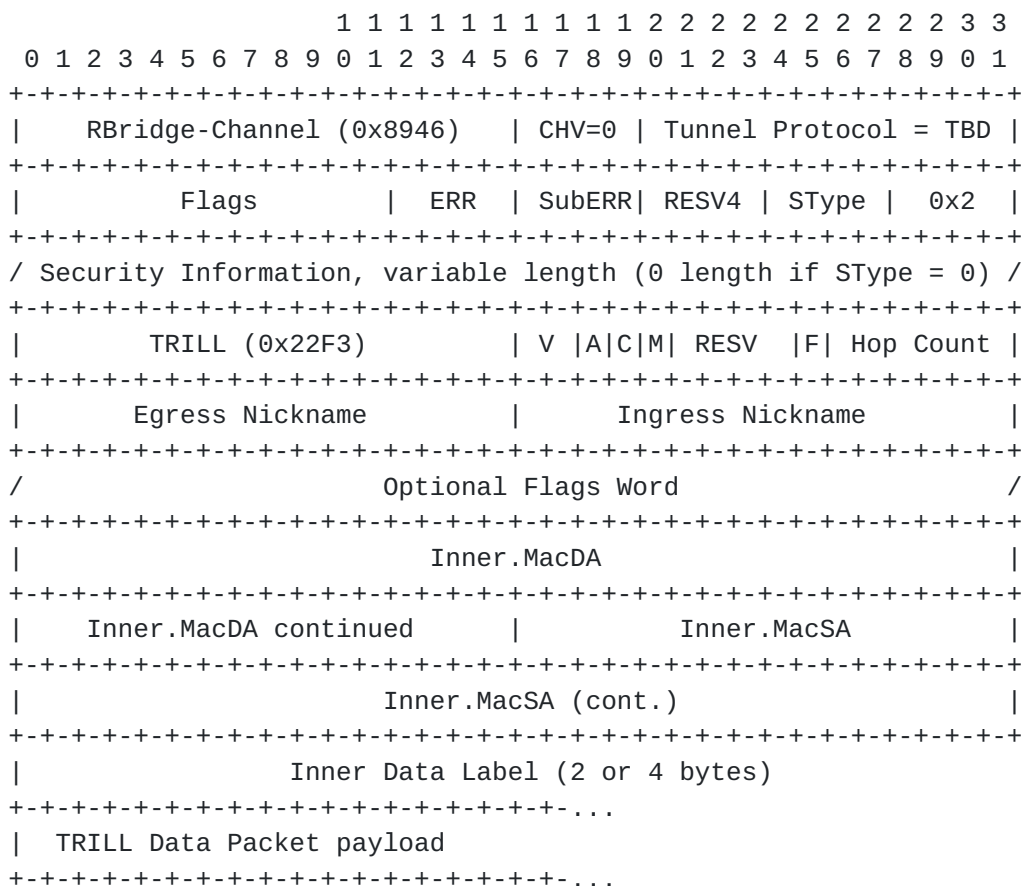 1 1 1 1 1 1 1 1 1 1 2 2 2 2 2 2 2 2 2 2 3 3
 0 1 2 3 4 5 6 7 8 9 0 1 2 3 4 5 6 7 8 9 0 1 2 3 4 5 6 7 8 9 0 1
+-+-+-+-+-+-+-+-+-+-+-+-+-+-+-+-+-+-+-+-+-+-+-+-+-+-+-+-+-+-+-+-+
|    RBridge-Channel (0x8946)   | CHV=0 | Tunnel Protocol = TBD |
+-+-+-+-+-+-+-+-+-+-+-+-+-+-+-+-+-+-+-+-+-+-+-+-+-+-+-+-+-+-+-+-+
|          Flags        |  ERR  | SubERR| RESV4 | SType |  0x2  |
+-+-+-+-+-+-+-+-+-+-+-+-+-+-+-+-+-+-+-+-+-+-+-+-+-+-+-+-+-+-+-+-+
/ Security Information, variable length (0 length if SType = 0) /
+-+-+-+-+-+-+-+-+-+-+-+-+-+-+-+-+-+-+-+-+-+-+-+-+-+-+-+-+-+-+-+-+
|        TRILL (0x22F3)         | V |A|C|M| RESV  |F| Hop Count |
+-+-+-+-+-+-+-+-+-+-+-+-+-+-+-+-+-+-+-+-+-+-+-+-+-+-+-+-+-+-+-+-+
|       Egress Nickname         |      Ingress Nickname         |
+-+-+-+-+-+-+-+-+-+-+-+-+-+-+-+-+-+-+-+-+-+-+-+-+-+-+-+-+-+-+-+-+
/                       Optional Flags Word                     /
+-+-+-+-+-+-+-+-+-+-+-+-+-+-+-+-+-+-+-+-+-+-+-+-+-+-+-+-+-+-+-+-+
|                          Inner.MacDA                          |
+-+-+-+-+-+-+-+-+-+-+-+-+-+-+-+-+-+-+-+-+-+-+-+-+-+-+-+-+-+-+-+-+
|    Inner.MacDA continued      |          Inner.MacSA          |
+-+-+-+-+-+-+-+-+-+-+-+-+-+-+-+-+-+-+-+-+-+-+-+-+-+-+-+-+-+-+-+-+
|                       Inner.MacSA (cont.)                     |
+-+-+-+-+-+-+-+-+-+-+-+-+-+-+-+-+-+-+-+-+-+-+-+-+-+-+-+-+-+-+-+-+
|                 Inner Data Label (2 or 4 bytes)
+-+-+-+-+-+-+-+-+-+-+-+-+-+-+-+-+-+-...
|  TRILL Data Packet payload
+-+-+-+-+-+-+-+-+-+-+-+-+-+-+-+-+-+-...